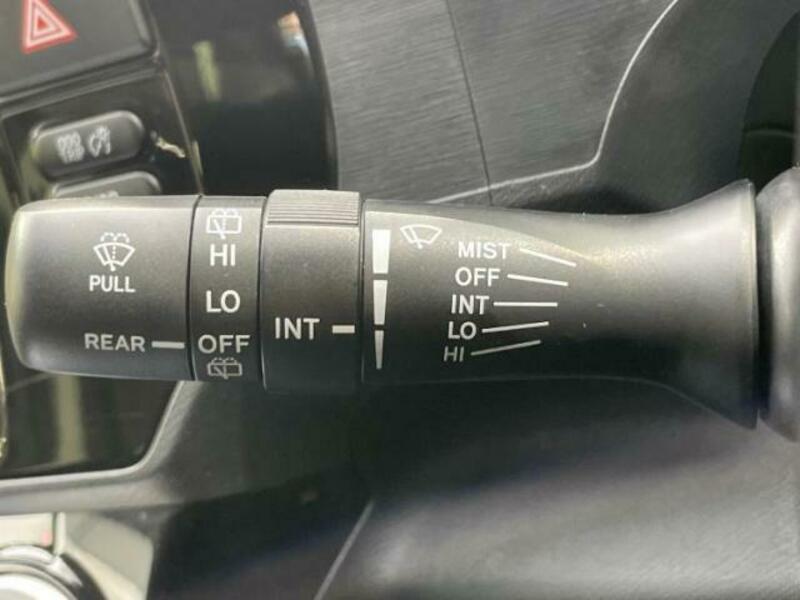 PULL
REAR
HI
LO
OFF
INT
MIST
OFF
INT
LO
HI